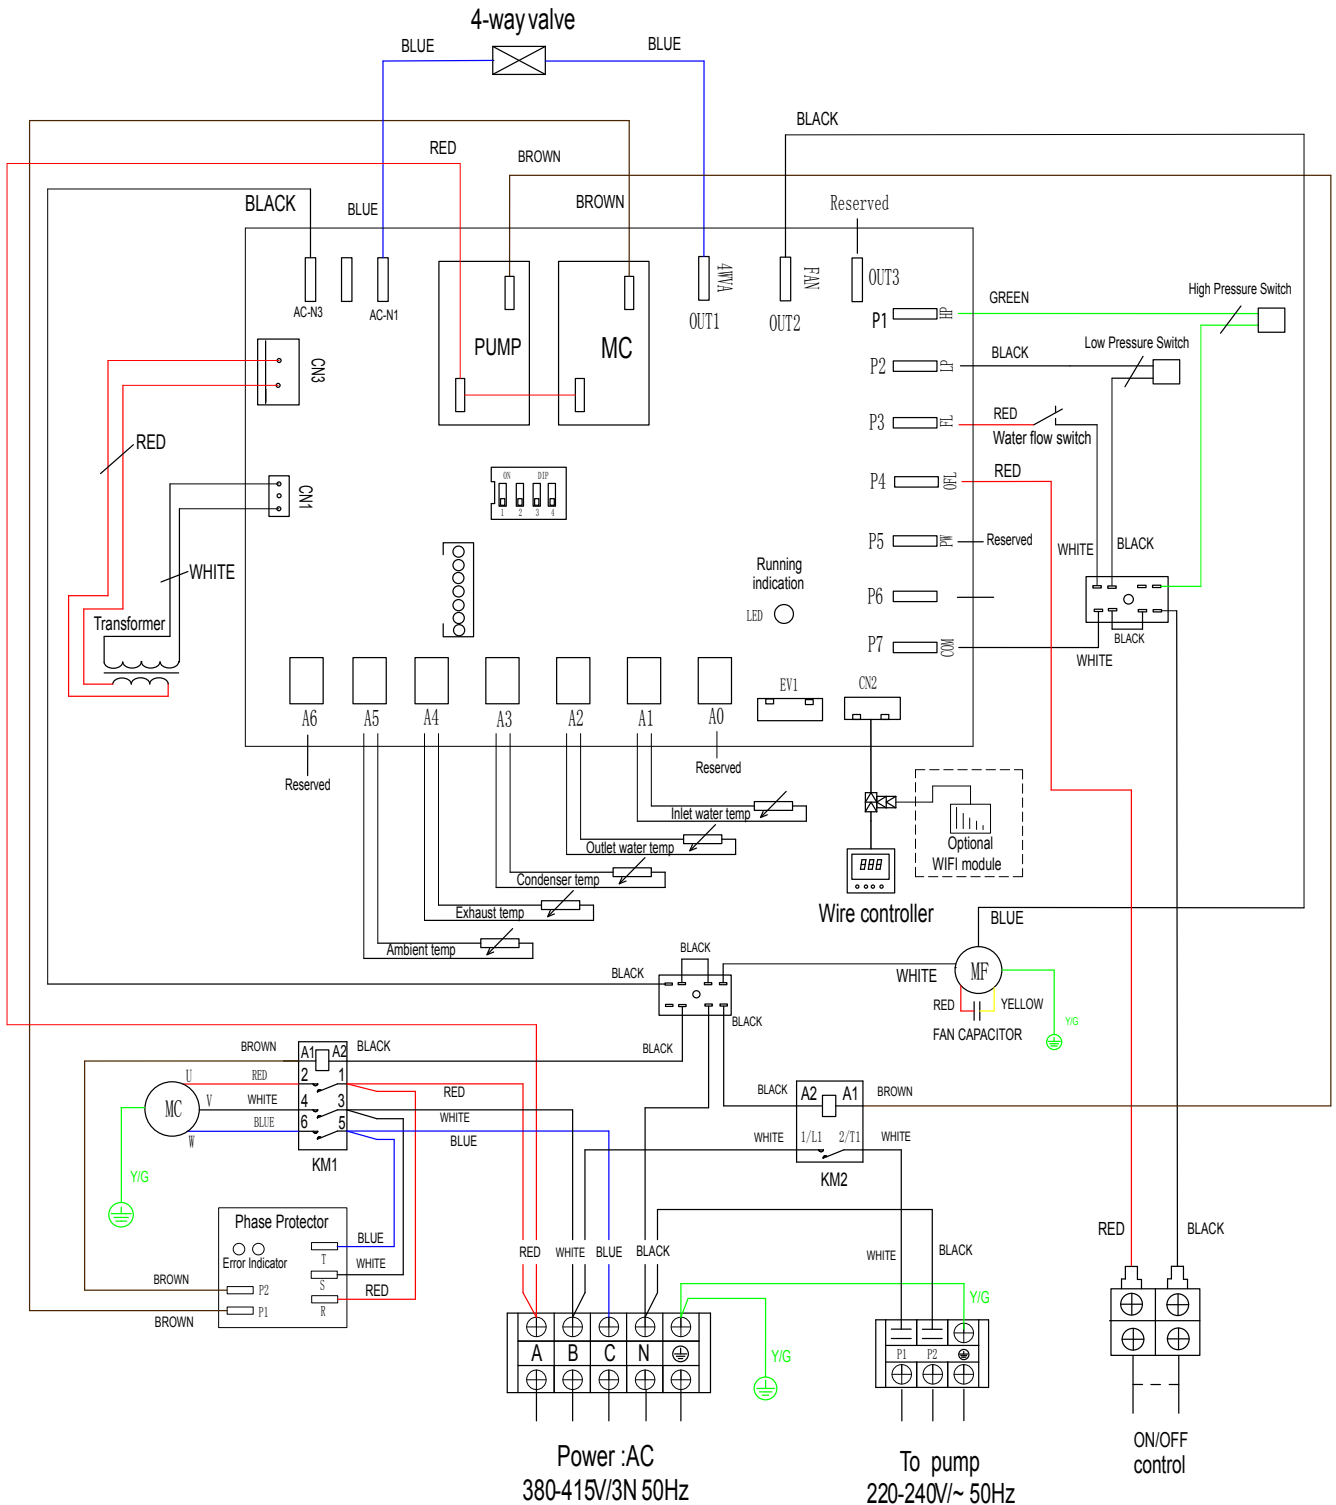 4-way valve
BLUE
BLUE
BLACK
RED
BROWN
BLACK
BLUE
BROWN
Reserved
AC-N3
AC-N1
4WVA
FAN
OUT3
OUT1
OUT2
PUMP
MC
P1
HP
GREEN
High Pressure Switch
P2
LP
BLACK
Low Pressure Switch
CN3
P3
FL
RED
Water flow switch
RED
P4
OFL
RED
ON
DIP
1
2
3
4
CN1
P5
PW
Reserved
WHITE
BLACK
WHITE
Running
indication
LED
P6
Transformer
P7
COM
BLACK
WHITE
EV1
CN2
A6
A5
A4
A3
A2
A1
A0
Reserved
Reserved
Inlet water temp
Outlet water temp
Condenser temp
Exhaust temp
Ambient temp
888
Optional
WIFI module
Wire controller
BLUE
BLACK
BLACK
WHITE
MF
RED
YELLOW
FAN CAPACITOR
Y/G
BLACK
BLACK
BROWN
A1
A2
BLACK
U
RED
2
1
RED
MC
V
WHITE
4
3
WHITE
BLUE
6
5
BLUE
W
KM1
BLACK
A2
A1
BROWN
WHITE
1/L1
2/T1
WHITE
KM2
Y/G
Phase Protector
Error Indicator
BLUE
T
WHITE
S
RED
R
BROWN
P2
P1
BROWN
RED
WHITE
BLUE
BLACK
WHITE
BLACK
RED
BLACK
Y/G
A
B
C
N
Y/G
P1
P2
Power :AC
380-415V/3N 50Hz
To pump
220-240V/~ 50Hz
ON/OFF
control